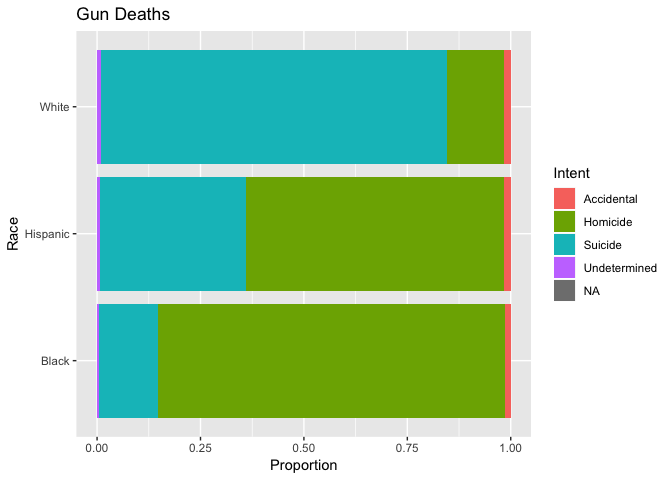 Gun Deaths
White
Hispanic
Black
Race
0.00 0.25 0.50 0.75 1.00
Proportion
Intent
Accidental
Homicide
Suicide
Undetermined
NA